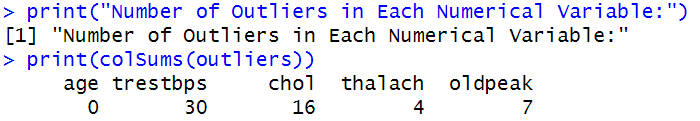 > print("Number of Outliers in Each Numerical Variable:")
[1] "Number of Outliers in Each Numerical Variable:"
> print(colSums(outliers))
     age trestbps     chol  thalach  oldpeak
       0       30       16        4        7